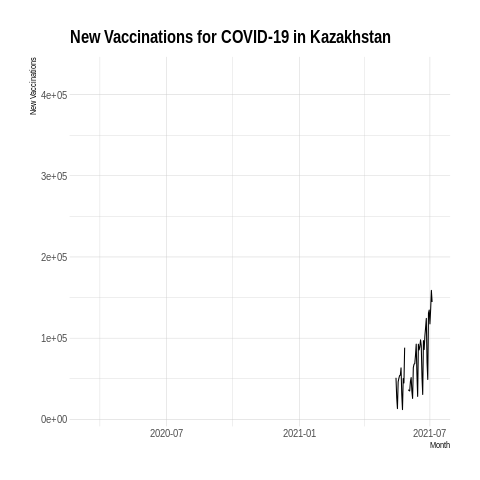 New Vaccinations for COVID-19 in Kazakhstan
New Vaccinations
4e+05
3e+05
2e+05
1e+05
0e+00
2020-07
2021-01
2021-07
Month